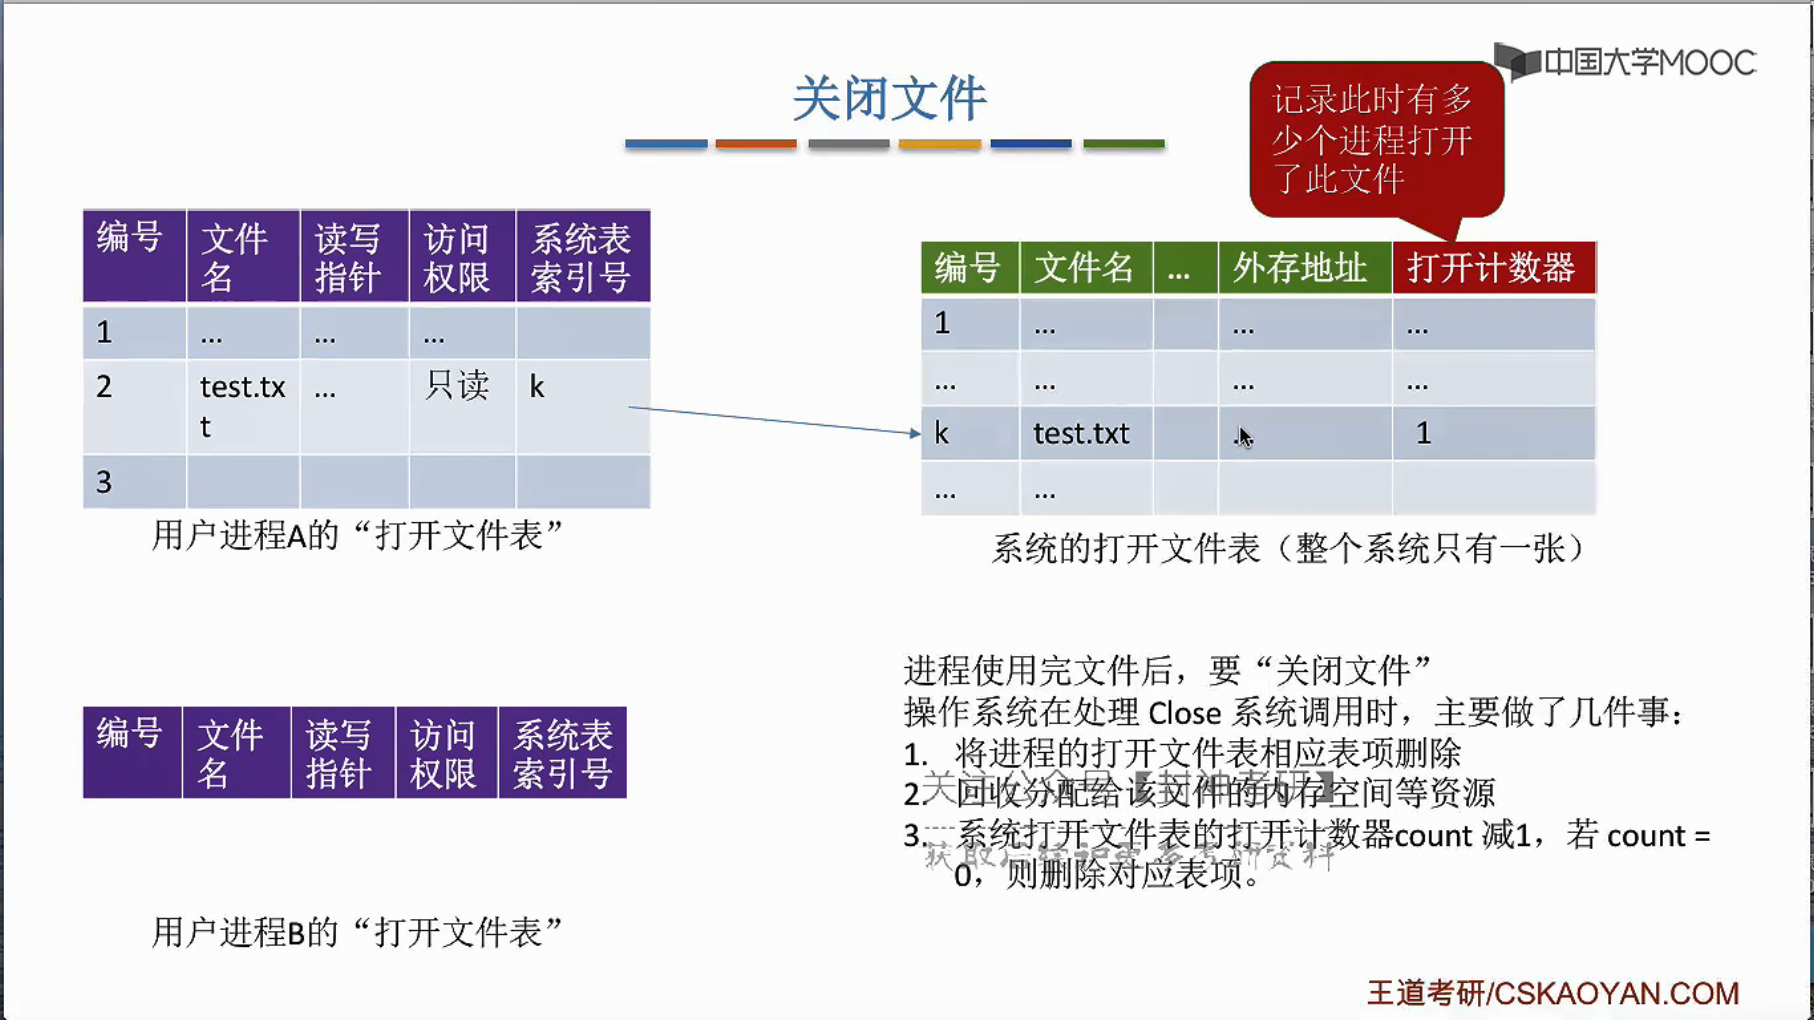 中国大学MOOC
关闭文件
记录此时有多
少个进程打开
了此文件
编号 文件名 读写指针 访问权限 系统表索引号
1 ... ... ...
2 test.txt ... 只读 k
3
用户进程A的“打开文件表”
编号 文件名 ... 外存地址 打开计数器
1 ... ... ...
... ... ... ...
k test.txt 1
... ...
系统的打开文件表（整个系统只有一张）
编号 文件名 读写指针 访问权限 系统表索引号
用户进程B的“打开文件表”
进程使用完文件后，要“关闭文件”
操作系统在处理 Close 系统调用时，主要做了几件事：
1. 将进程的打开文件表相应表项删除
2. 回收分配给该文件的内存空间等资源
3. 系统打开文件表的打开计数器count 减1，若 count =
0，则删除对应表项。
关注公众号【封神考研】
王道考研/CSKAOYAN.COM